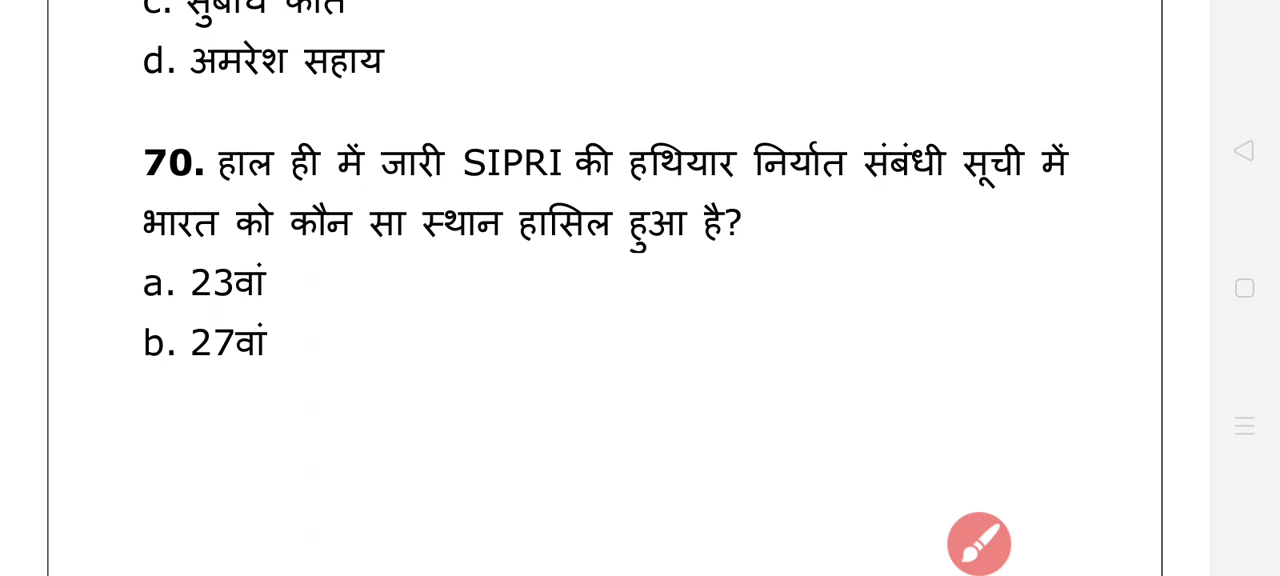 d. अमरेश सहाय
70. हाल ही में जारी SIPRI की हथियार निर्यात संबंधी सूची में
भारत को कौन सा स्थान हासिल हुआ है?
a. 23वां
b. 27वां